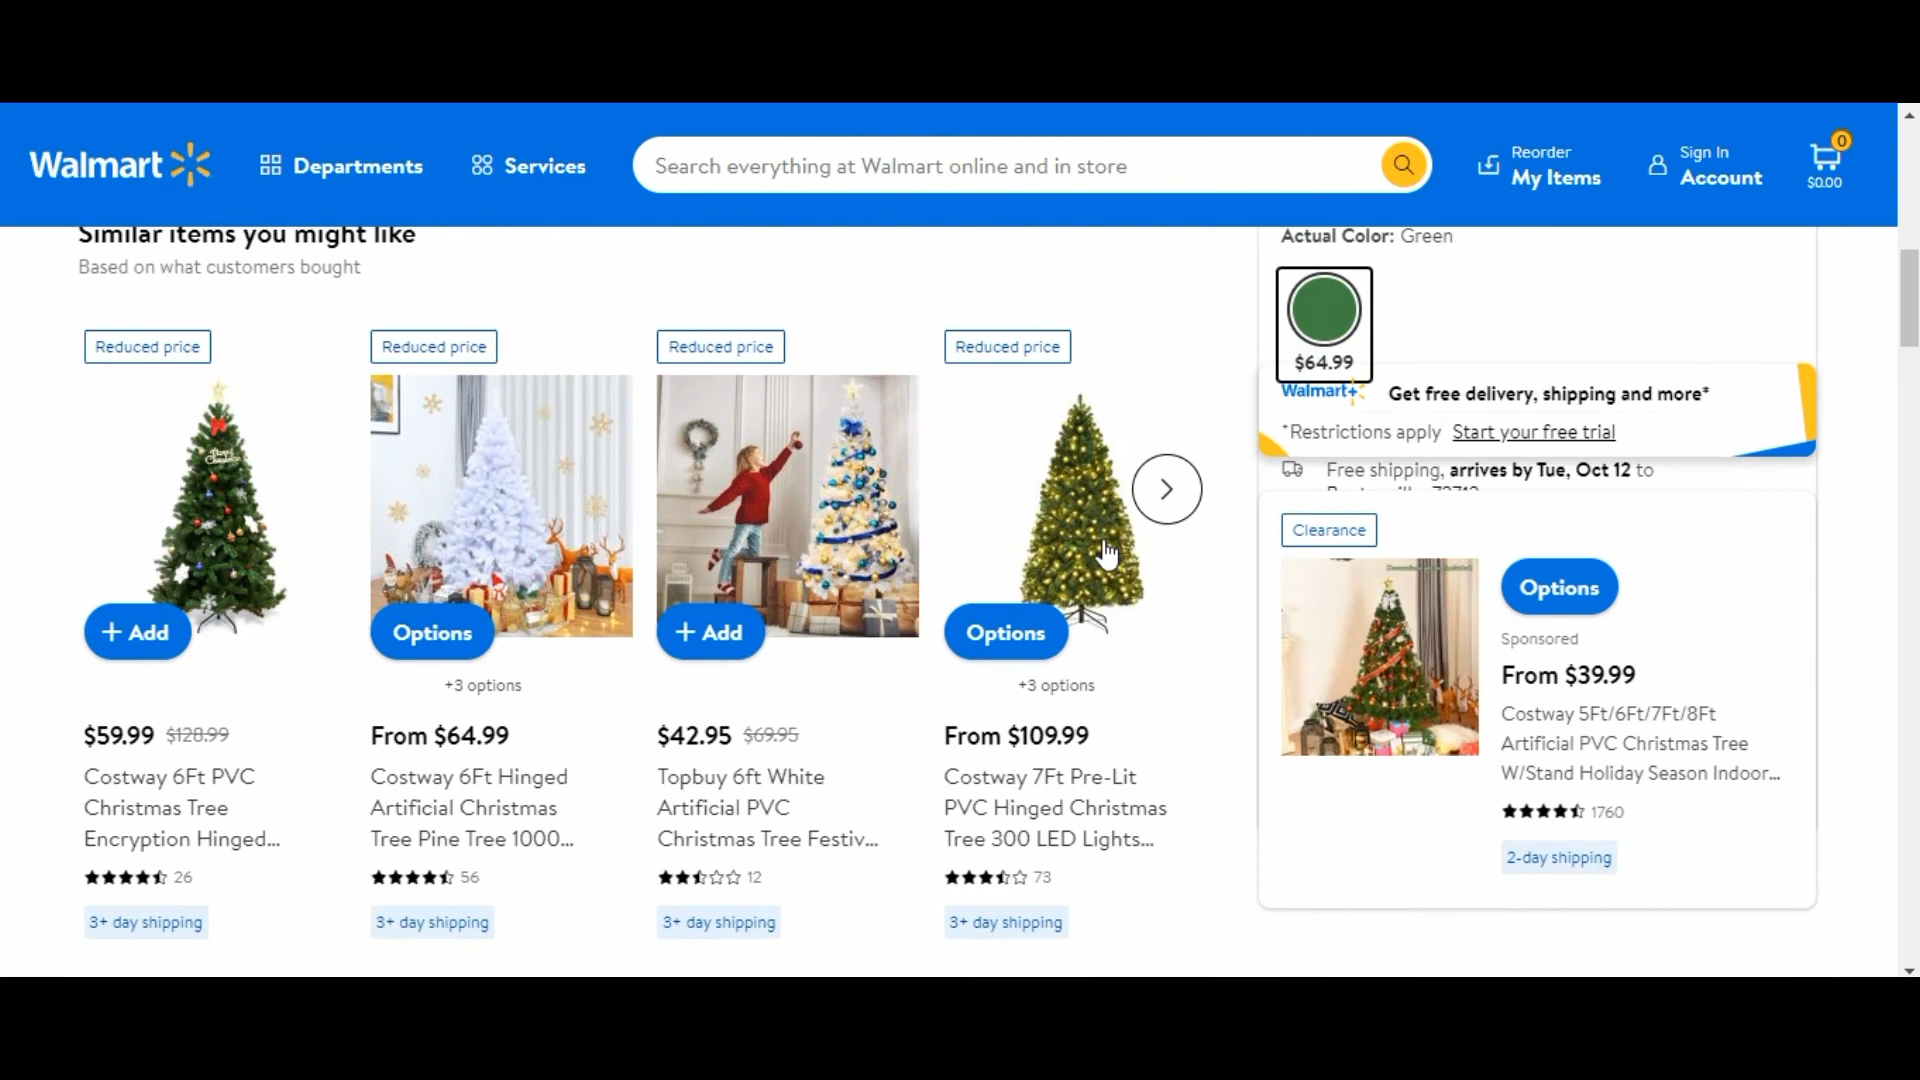 Walmart
Departments
Services
Search everything at Walmart online and in store
Reorder
My Items
Sign In
Account
0
$0.00
Similar items you might like
Based on what customers bought
Reduced price
+ Add
$59.99 $128.99
Costway 6Ft PVC
Christmas Tree
Encryption Hinged...
26
3+ day shipping
Reduced price
Options
+3 options
From $64.99
Costway 6Ft Hinged
Artificial Christmas
Tree Pine Tree 1000...
56
3+ day shipping
Reduced price
+ Add
$42.95 $69.95
Topbuy 6ft White
Artificial PVC
Christmas Tree Festiv...
12
3+ day shipping
Reduced price
Options
+3 options
From $109.99
Costway 7Ft Pre-Lit
PVC Hinged Christmas
Tree 300 LED Lights...
73
3+ day shipping
Actual Color: Green
$64.99
Walmart+
Get free delivery, shipping and more*
*Restrictions apply Start your free trial
Free shipping, arrives by Tue, Oct 12 to
Clearance
Options
Sponsored
From $39.99
Costway 5Ft/6Ft/7Ft/8Ft
Artificial PVC Christmas Tree
W/Stand Holiday Season Indoor...
1760
2-day shipping